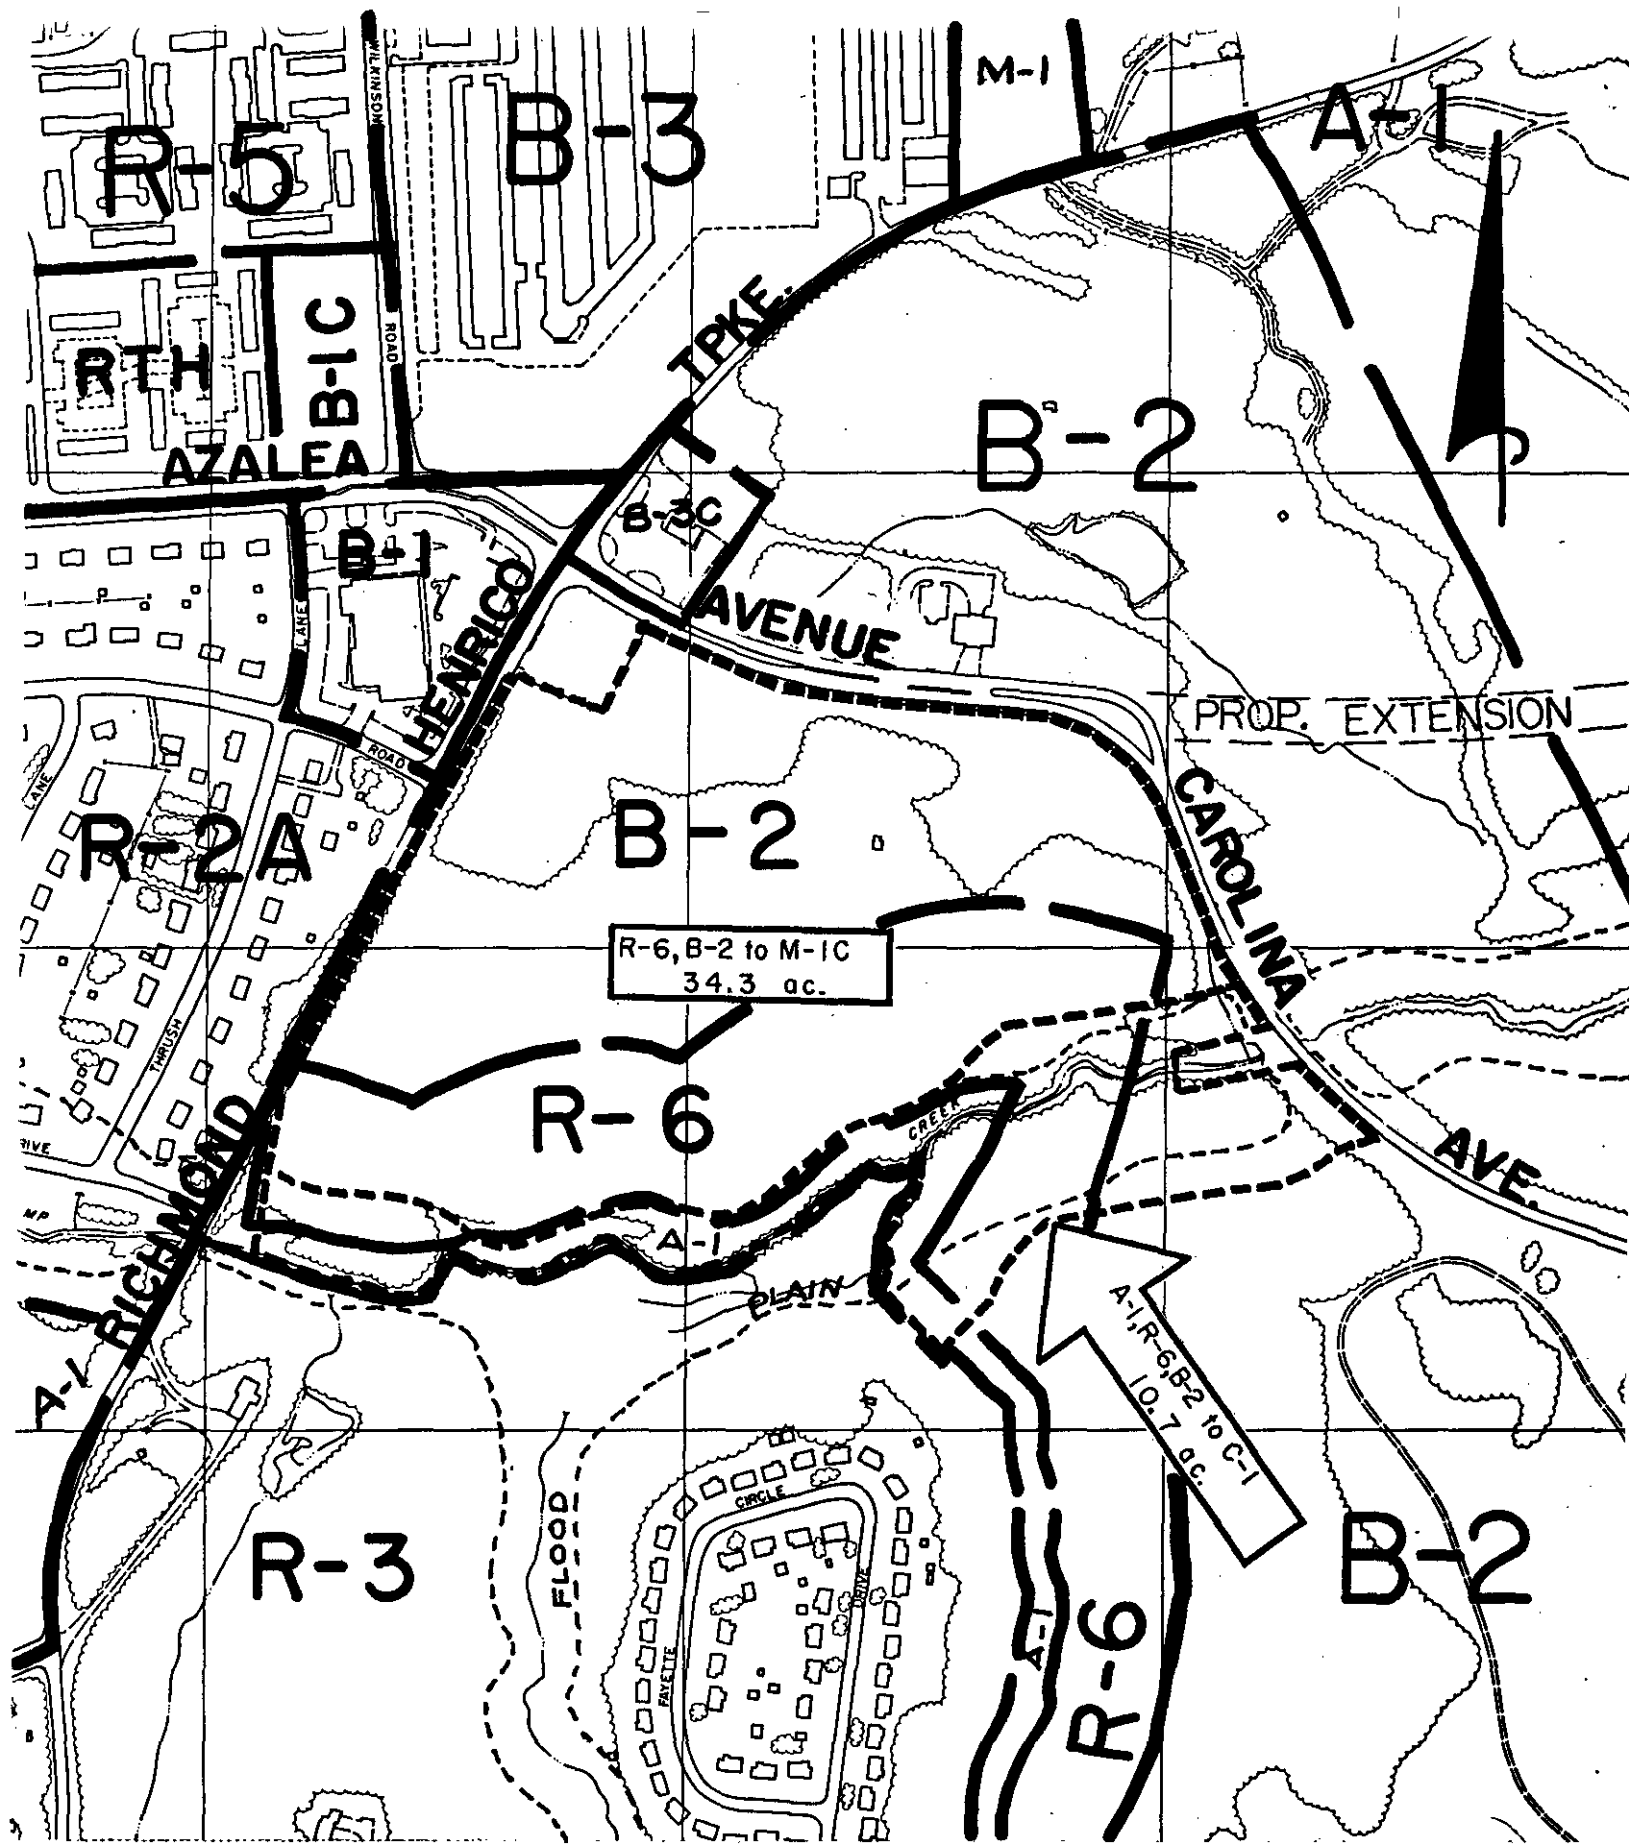 WILKINSON
M-1
A-1
R-5
B-3
B-1C
ROAD
TPKE.
RTH
B-2
AZALEA
B-3C
B-1
LANE
HENRICO
AVENUE
PROP. EXTENSION
ROAD
LANE
CAROLINA
R-2A
B-2
R-6, B-2 to M-1C
34.3 ac.
THRUSH
R-6
CREEK
AVE.
RICHMOND
A-1
PLAIN
A-1
A-1, R-6, B-2 to C-1
10.7 ac.
CIRCLE
FLOOD
R-3
DRIVE
B-2
A-1
R-6
FAYETTE